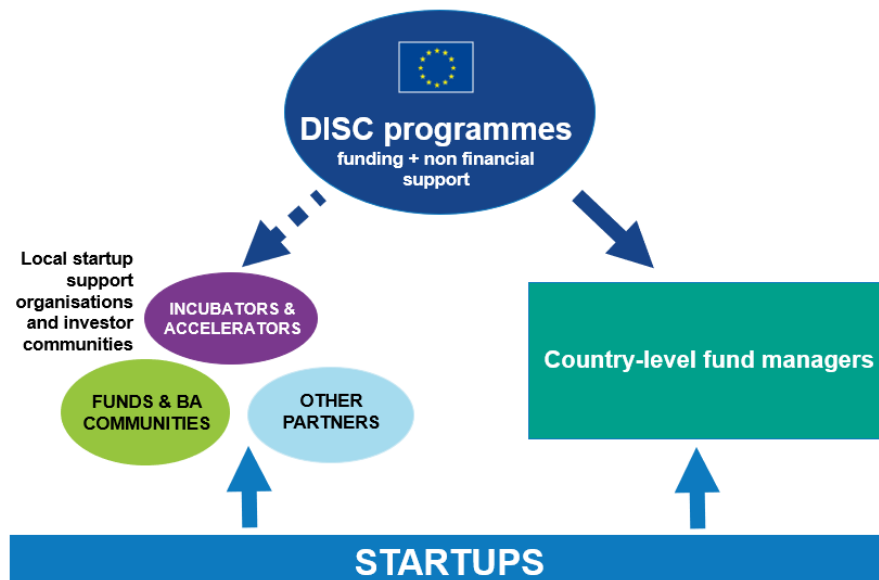 DISC programmes
funding + non financial
support
Local startup
support
organisations
and investor
communities
INCUBATORS &
ACCELERATORS
FUNDS & BA
COMMUNITIES
OTHER
PARTNERS
Country-level fund managers
STARTUPS